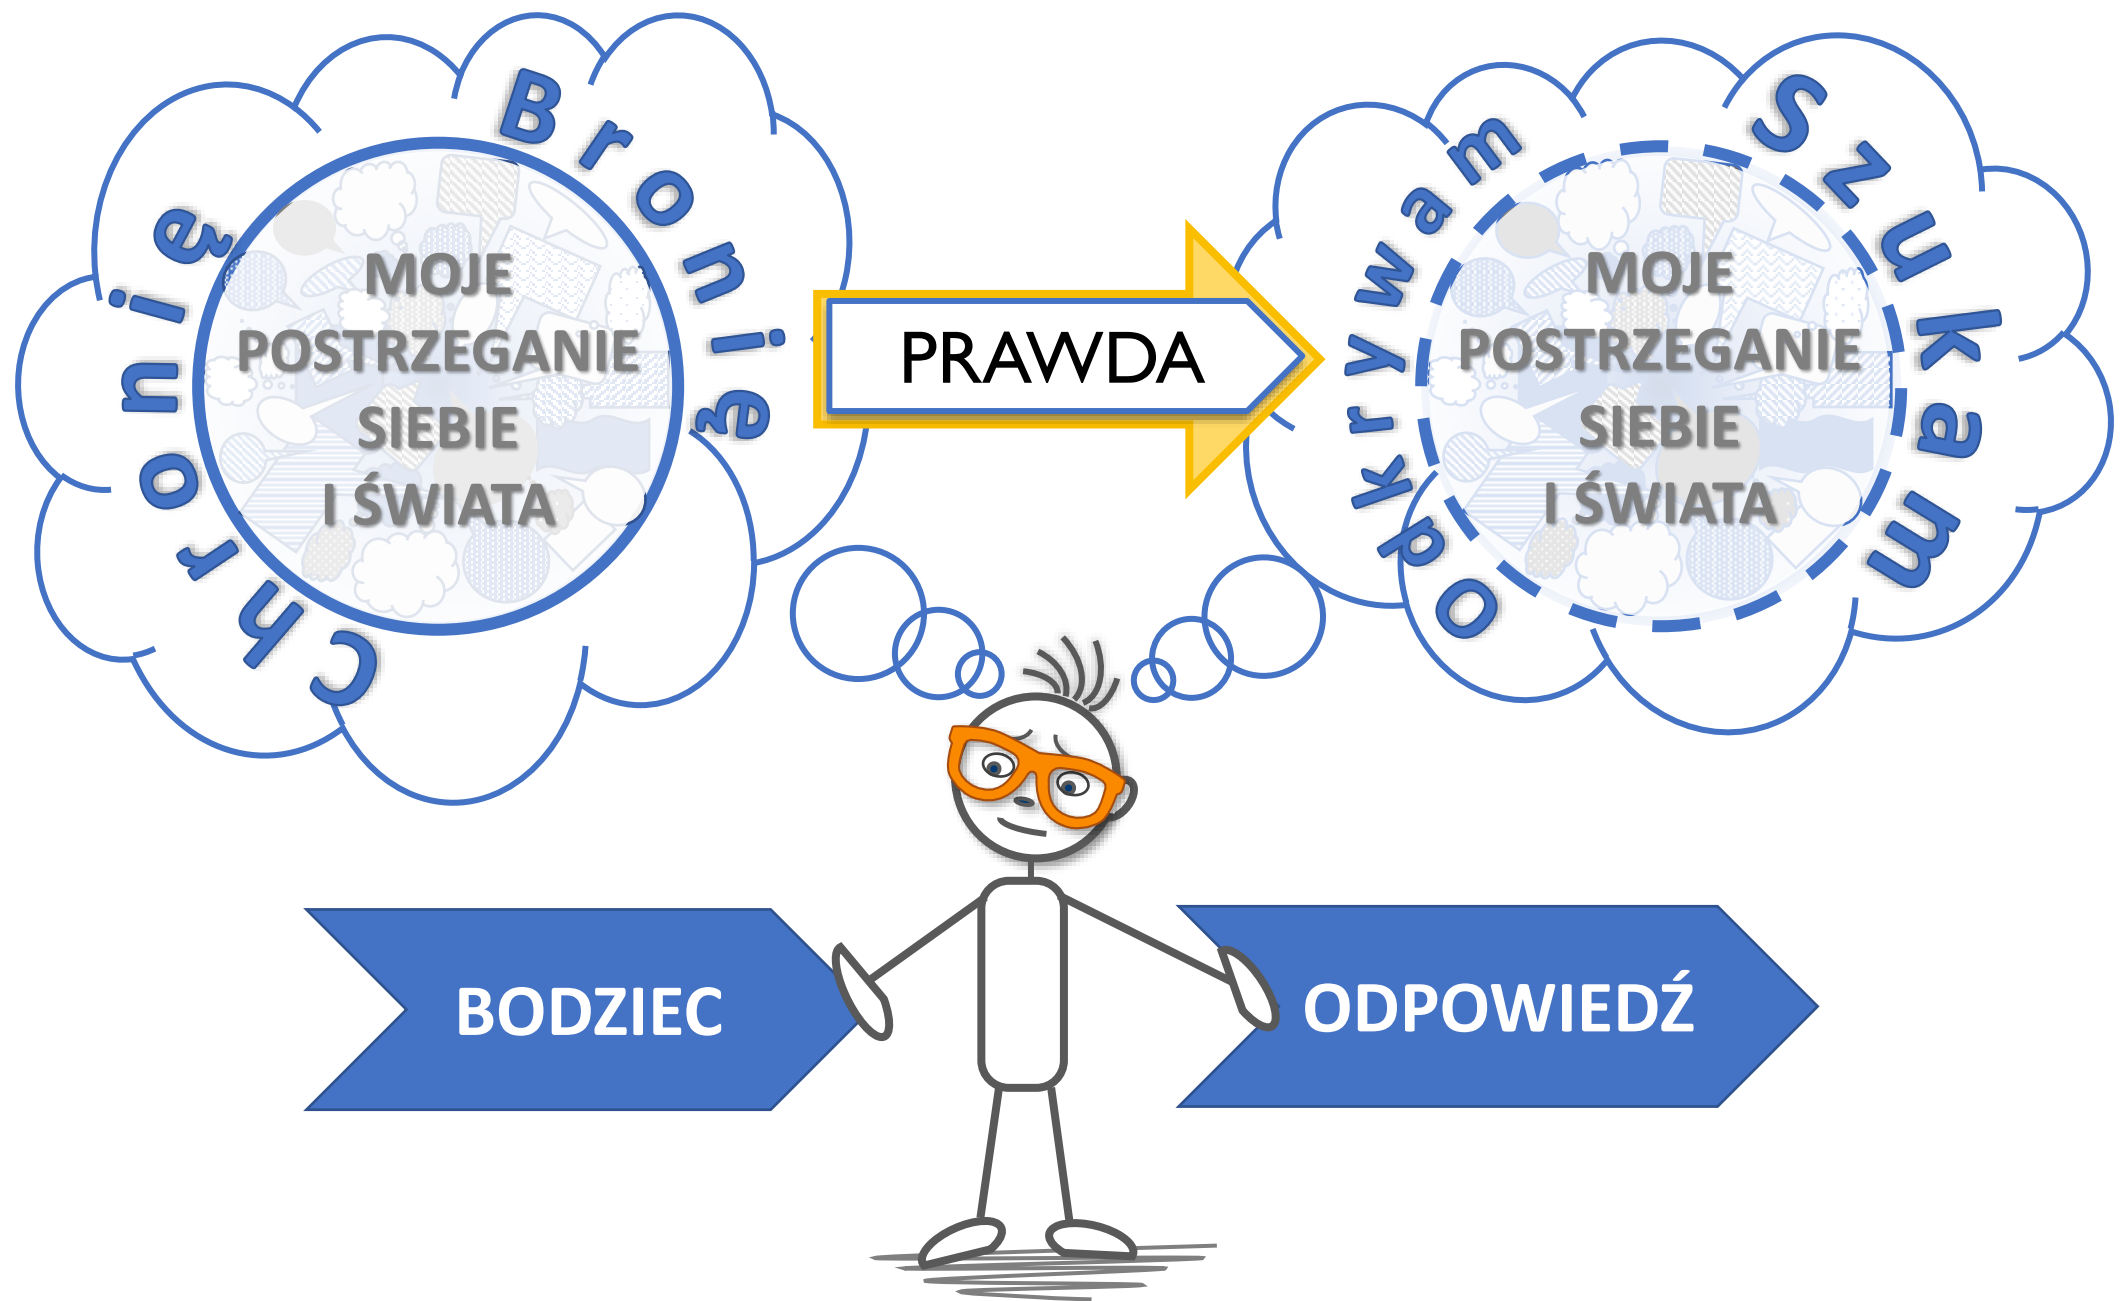 Chronię
Bronię
MOJE
POSTRZEGANIE
SIEBIE
I ŚWIATA
PRAWDA
odkrywam
Szukam
MOJE
POSTRZEGANIE
SIEBIE
I ŚWIATA
BODZIEC
ODPOWIEDŹ